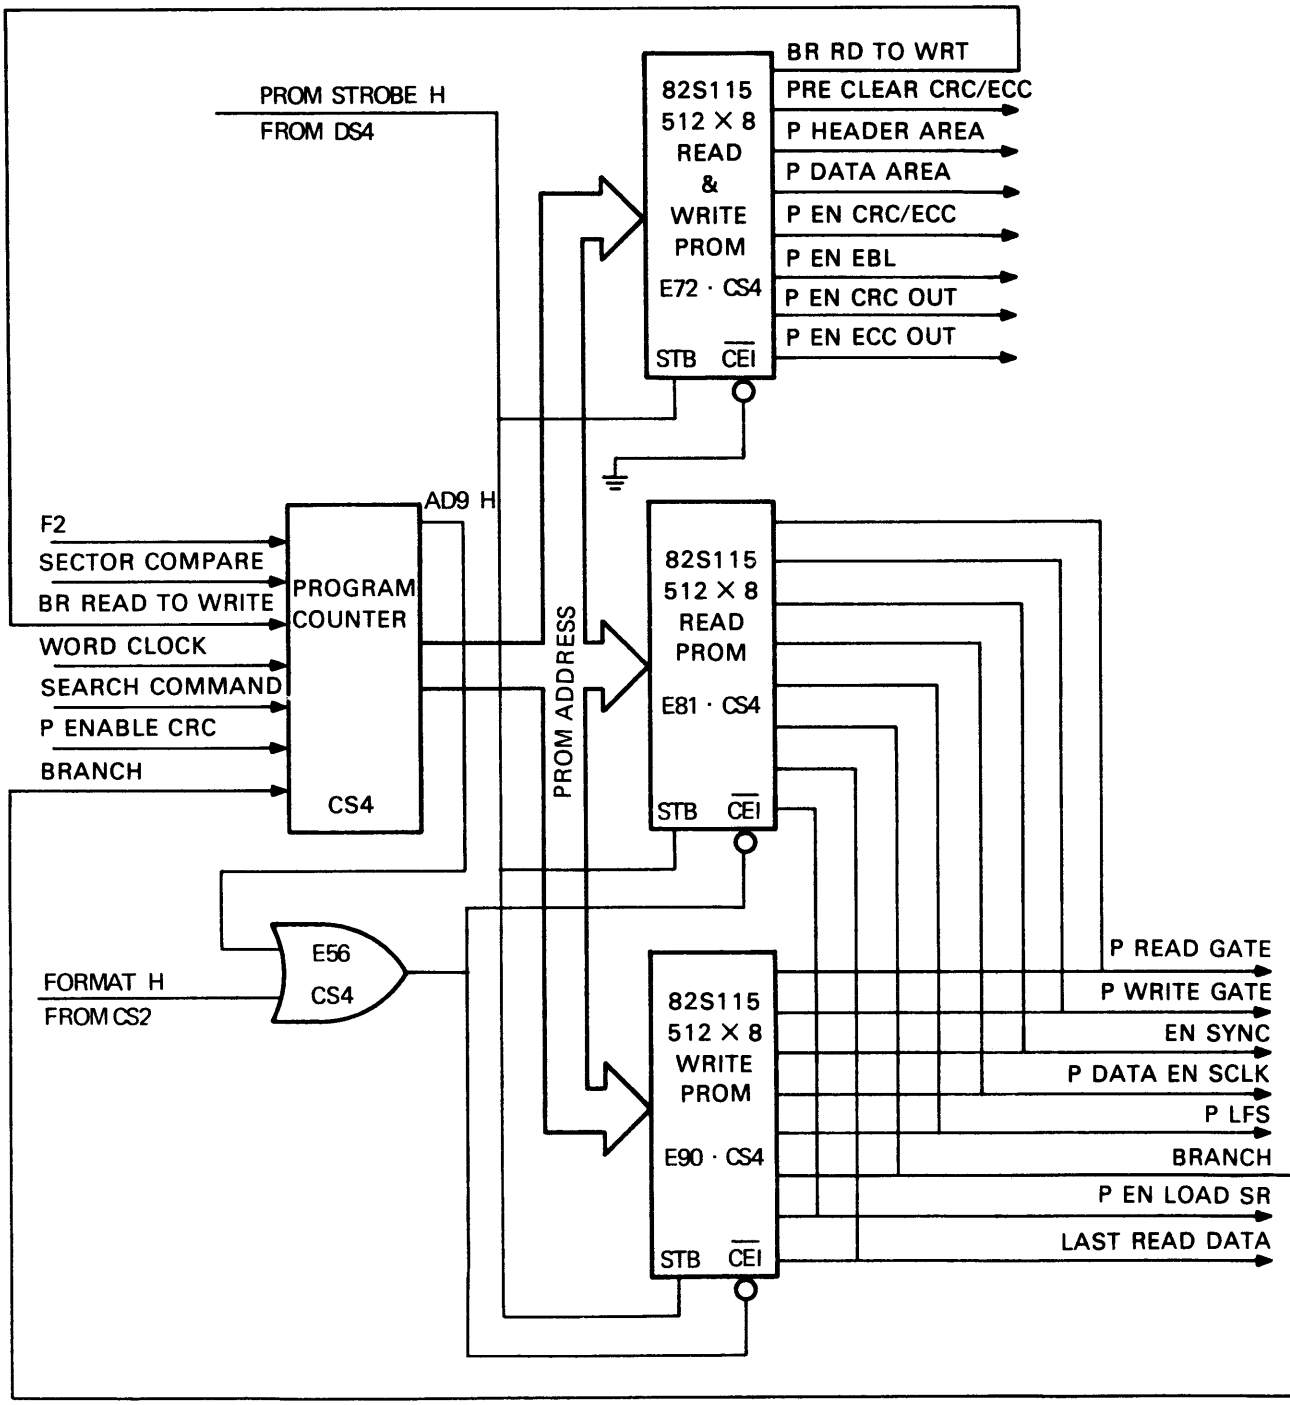 BR RD TO WRT
PRE CLEAR CRC/ECC
P HEADER AREA
P DATA AREA
P EN CRC/ECC
P EN EBL
P EN CRC OUT
P EN ECC OUT
82S115
512 × 8
READ
&
WRITE
PROM
E72 · CS4
STB CEI
PROM STROBE H
FROM DS4
AD9 H
F2
SECTOR COMPARE
BR READ TO WRITE
WORD CLOCK
SEARCH COMMAND
P ENABLE CRC
BRANCH
PROGRAM
COUNTER
CS4
PROM ADDRESS
82S115
512 × 8
READ
PROM
E81 · CS4
STB CEI
E56
CS4
FORMAT H
FROM CS2
82S115
512 × 8
WRITE
PROM
E90 · CS4
STB CEI
P READ GATE
P WRITE GATE
EN SYNC
P DATA EN SCLK
P LFS
BRANCH
P EN LOAD SR
LAST READ DATA